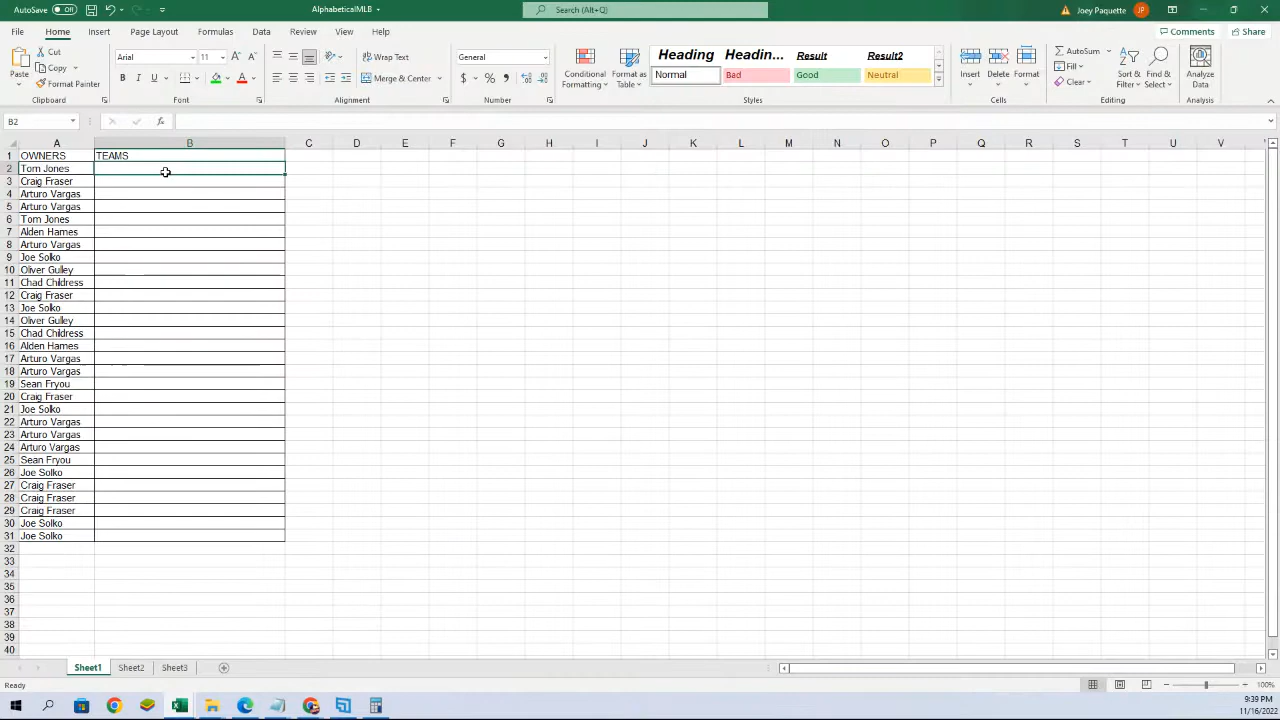 AutoSave Off
AlphabeticalMLB
Search (Alt+Q)
Joey Paquette
JP
File Home Insert Page Layout Formulas Data Review View Help
Comments Share
Paste
Cut
Copy
Format Painter
Clipboard
Arial 11
B I U
Font
Wrap Text
Merge & Center
Alignment
General
$ % 
Number
Conditional Formatting
Format as Table
Heading Headin... Result Result2
Normal Bad Good Neutral
Styles
Insert Delete Format
Cells
AutoSum
Fill
Clear
Sort & Filter
Find & Select
Editing
Analyze Data
Analysis
B2
fx
A B C D E F G H I J K L M N O P Q R S T U V
1 OWNERS TEAMS
2 Tom Jones
3 Craig Fraser
4 Arturo Vargas
5 Arturo Vargas
6 Tom Jones
7 Alden Hames
8 Arturo Vargas
9 Joe Solko
10 Oliver Gulley
11 Chad Childress
12 Craig Fraser
13 Joe Solko
14 Oliver Gulley
15 Chad Childress
16 Alden Hames
17 Arturo Vargas
18 Arturo Vargas
19 Sean Fryou
20 Craig Fraser
21 Joe Solko
22 Arturo Vargas
23 Arturo Vargas
24 Arturo Vargas
25 Sean Fryou
26 Joe Solko
27 Craig Fraser
28 Craig Fraser
29 Craig Fraser
30 Joe Solko
31 Joe Solko
32
33
34
35
36
37
38
39
40
Sheet1 Sheet2 Sheet3
Ready
100%
9:39 PM
11/16/2022